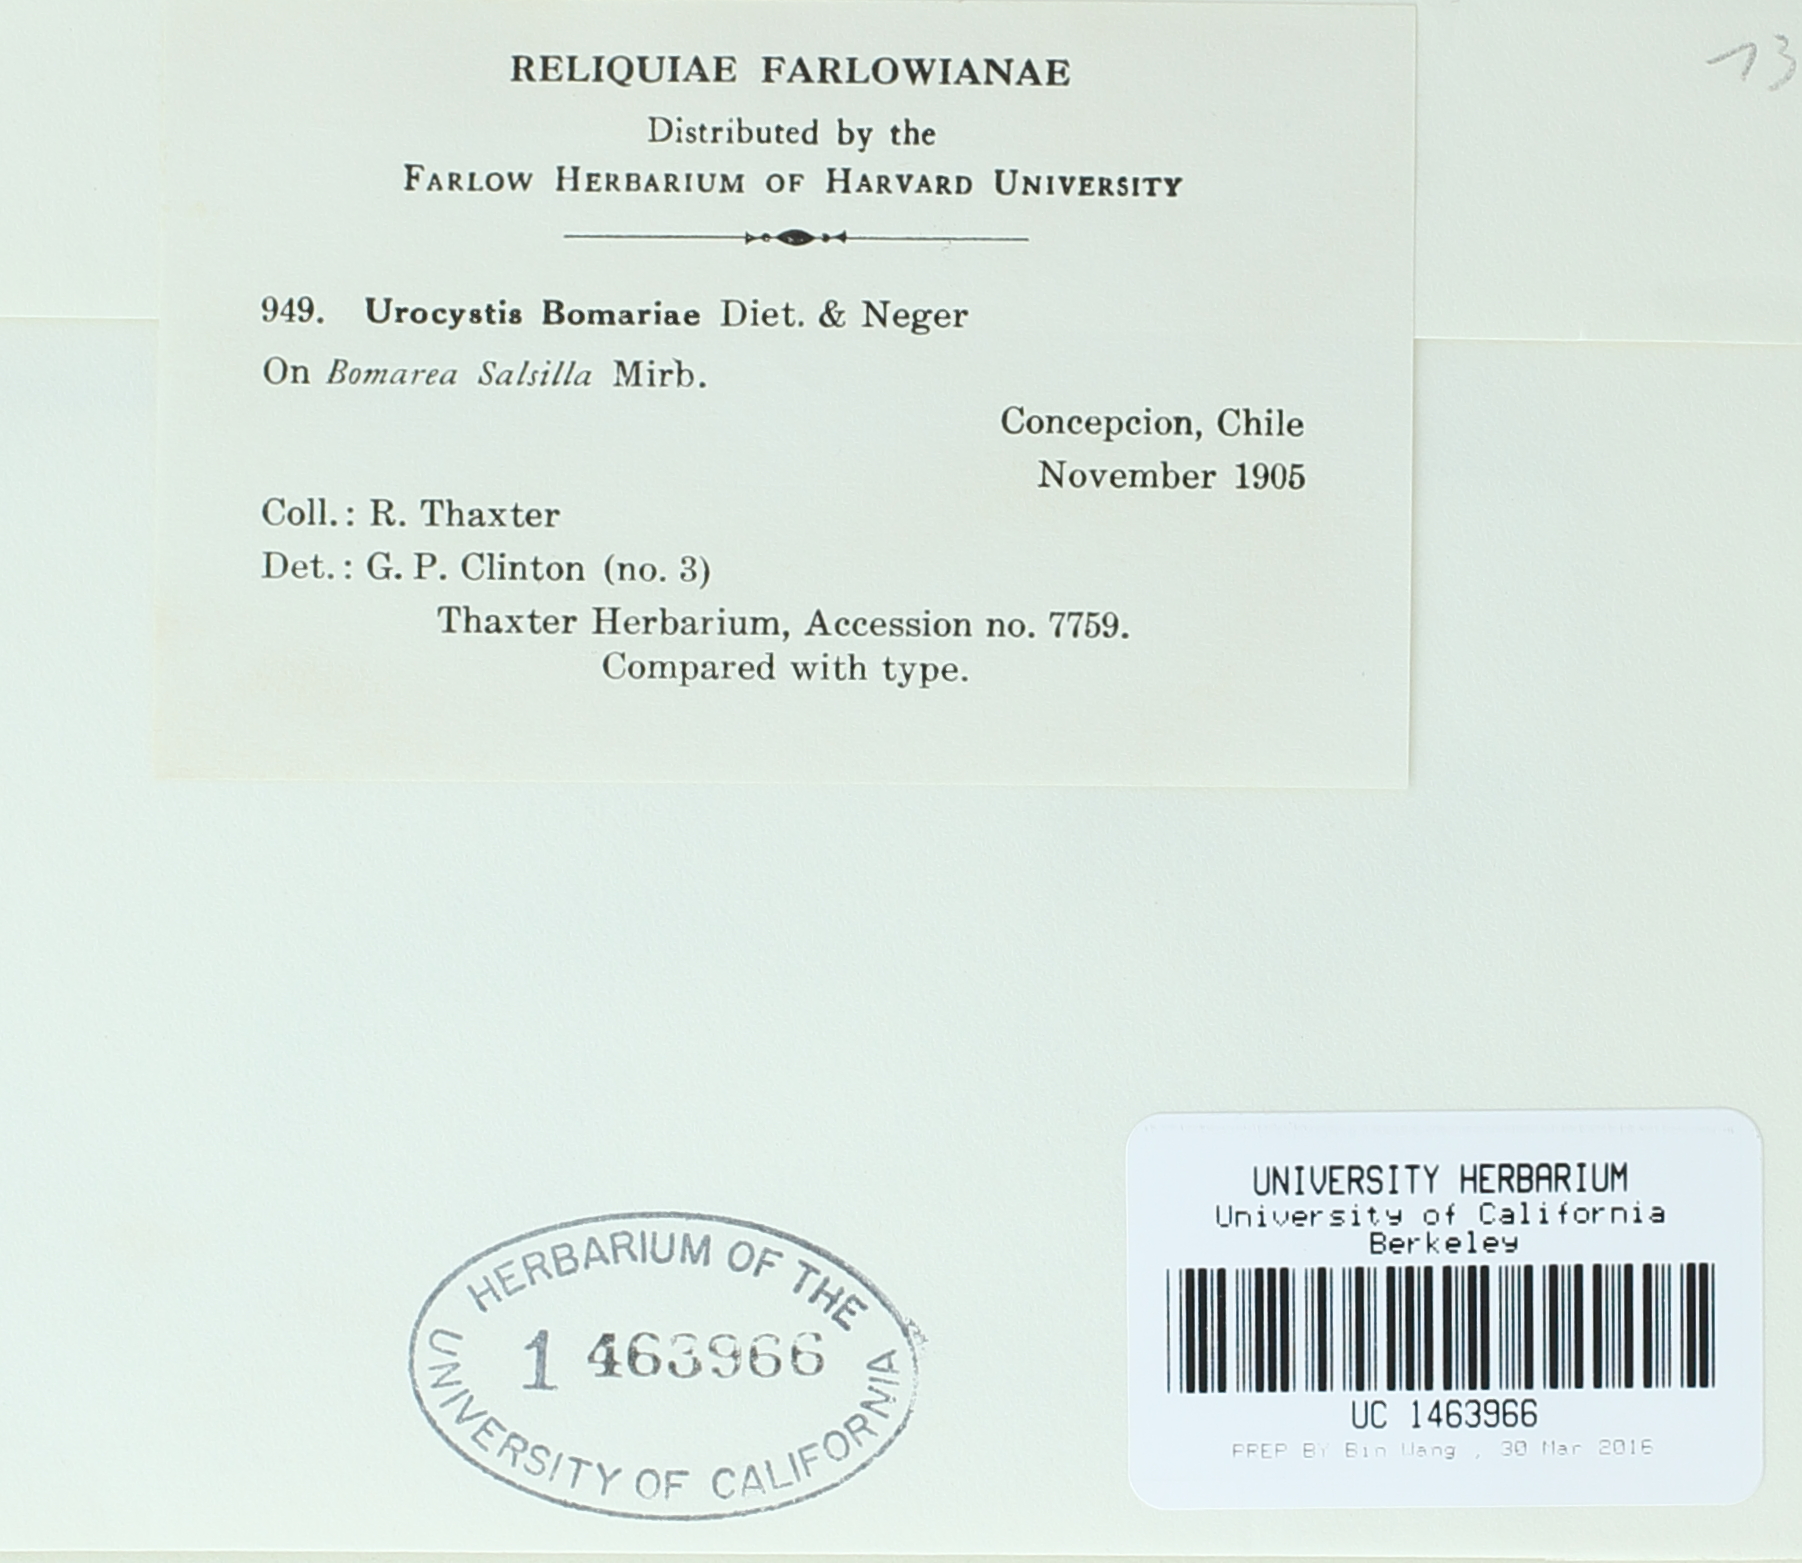 RELIQUIAE FARLOWIANAE
Distributed by the
FARLOW HERBARIUM OF HARVARD UNIVERSITY
949. Urocystis Bomariae Diet. & Neger
On Bomarea Salsilla Mirb.
Concepcion, Chile
November 1905
Coll.: R. Thaxter
Det.: G. P. Clinton (no. 3)
Thaxter Herbarium, Accession no. 7759.
Compared with type.
13
HERBARIUM OF THE
1 463966
UNIVERSITY OF CALIFORNIA
UNIVERSITY HERBARIUM
University of California
Berkeley
UC 1463966
PREP BY Bin Wang , 30 Mar 2016